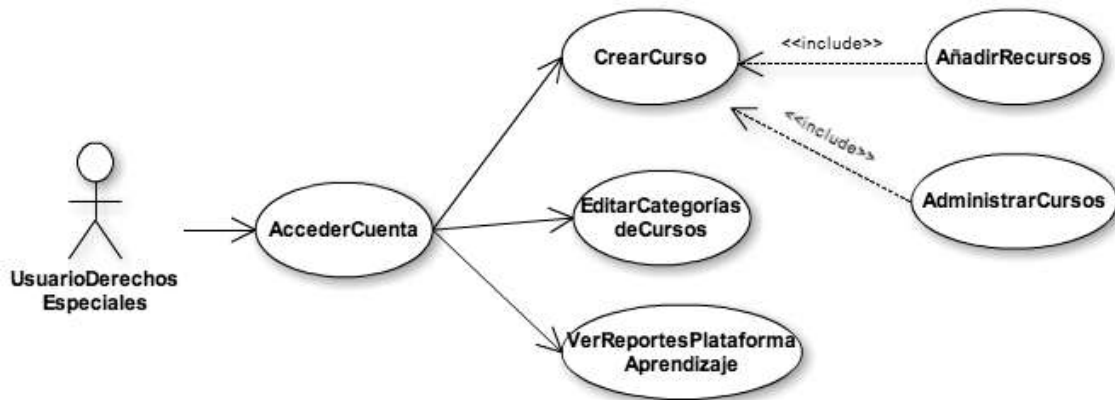 CrearCurso
<<include>>
AñadirRecursos
<<include>>
AdministrarCursos
UsuarioDerechos
Especiales
AccederCuenta
EditarCategorías
deCursos
VerReportesPlataforma
Aprendizaje